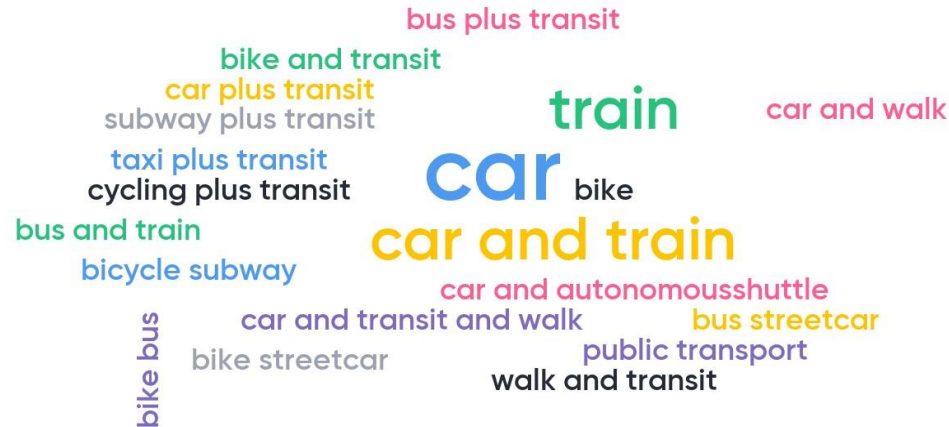 bus plus transit
bike and transit
car plus transit
train
car and walk
subway plus transit
taxi plus transit
car
cycling plus transit
bike
bus and train
car and train
bicycle subway
car and autonomousshuttle
car and transit and walk
bus streetcar
bike bus
bike streetcar
public transport
walk and transit